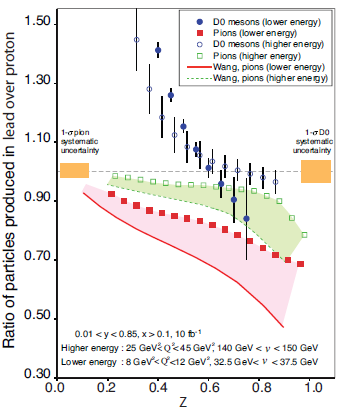 Ratio of particles produced in lead over proton
1.50
1.30
1.10
0.90
0.70
0.50
0.30
D0 mesons (lower energy)
Pions (lower energy)
D0 mesons (higher energy)
Pions (higher energy)
Wang, pions (lower energy)
Wang, pions (higher energy)
1-σ pion
systematic
uncertainty
1-σ D0
systematic
uncertainty
0.01 < y < 0.85, x > 0.1, 10 fb⁻¹
Higher energy : 25 GeV²< Q²<45 GeV², 140 GeV < ν < 150 GeV
Lower energy : 8 GeV²< Q²<12 GeV², 32.5 GeV< ν < 37.5 GeV
0.0 0.2 0.4 0.6 0.8 1.0
Z